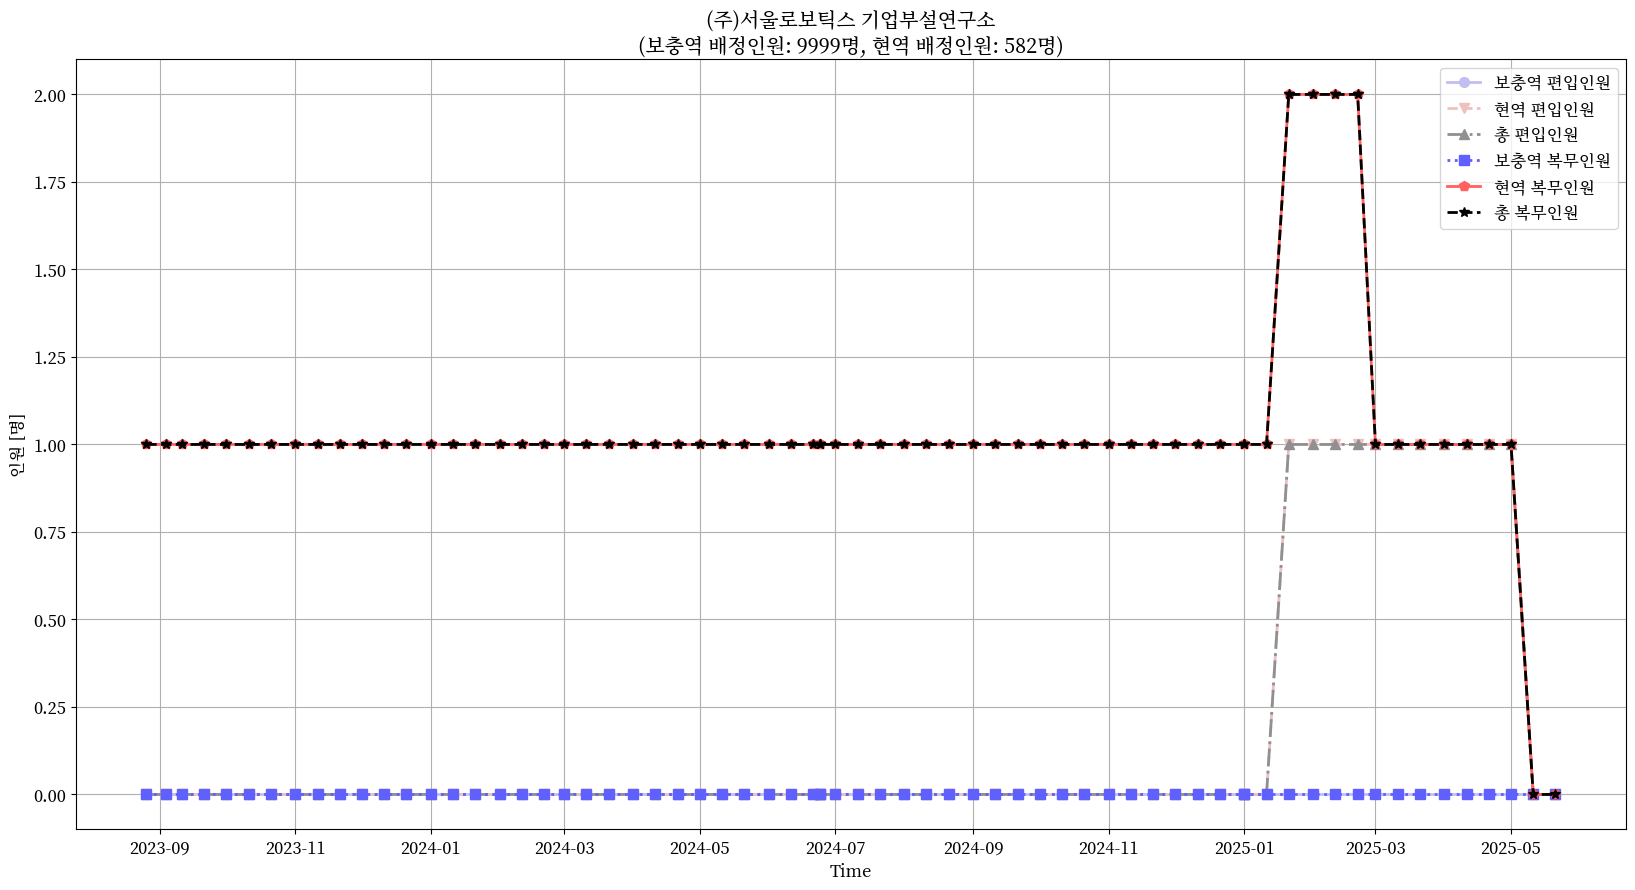 (주)서울로보틱스 기업부설연구소
(보충역 배정인원: 9999명, 현역 배정인원: 582명)
보충역 편입인원
현역 편입인원
총 편입인원
보충역 복무인원
현역 복무인원
총 복무인원
인원 [명]
2.00
1.75
1.50
1.25
1.00
0.75
0.50
0.25
0.00
2023-09 2023-11 2024-01 2024-03 2024-05 2024-07 2024-09 2024-11 2025-01 2025-03 2025-05
Time